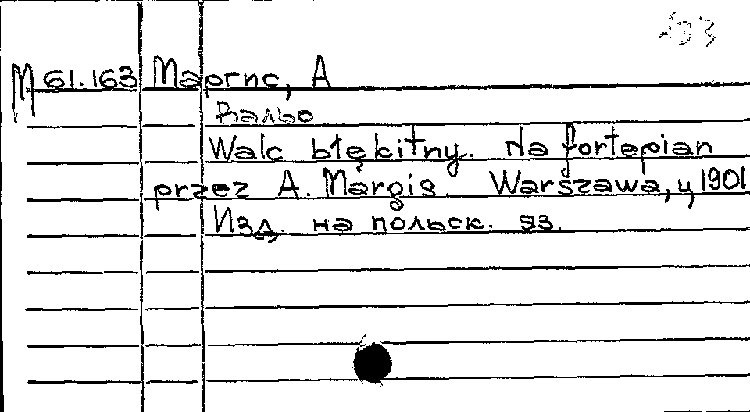 M 61.163 Маргис, А
Вальс
Walc błękitny. Na fortepian
przez A. Margis Warszawa, ц 1901
Изд. на польск. яз.